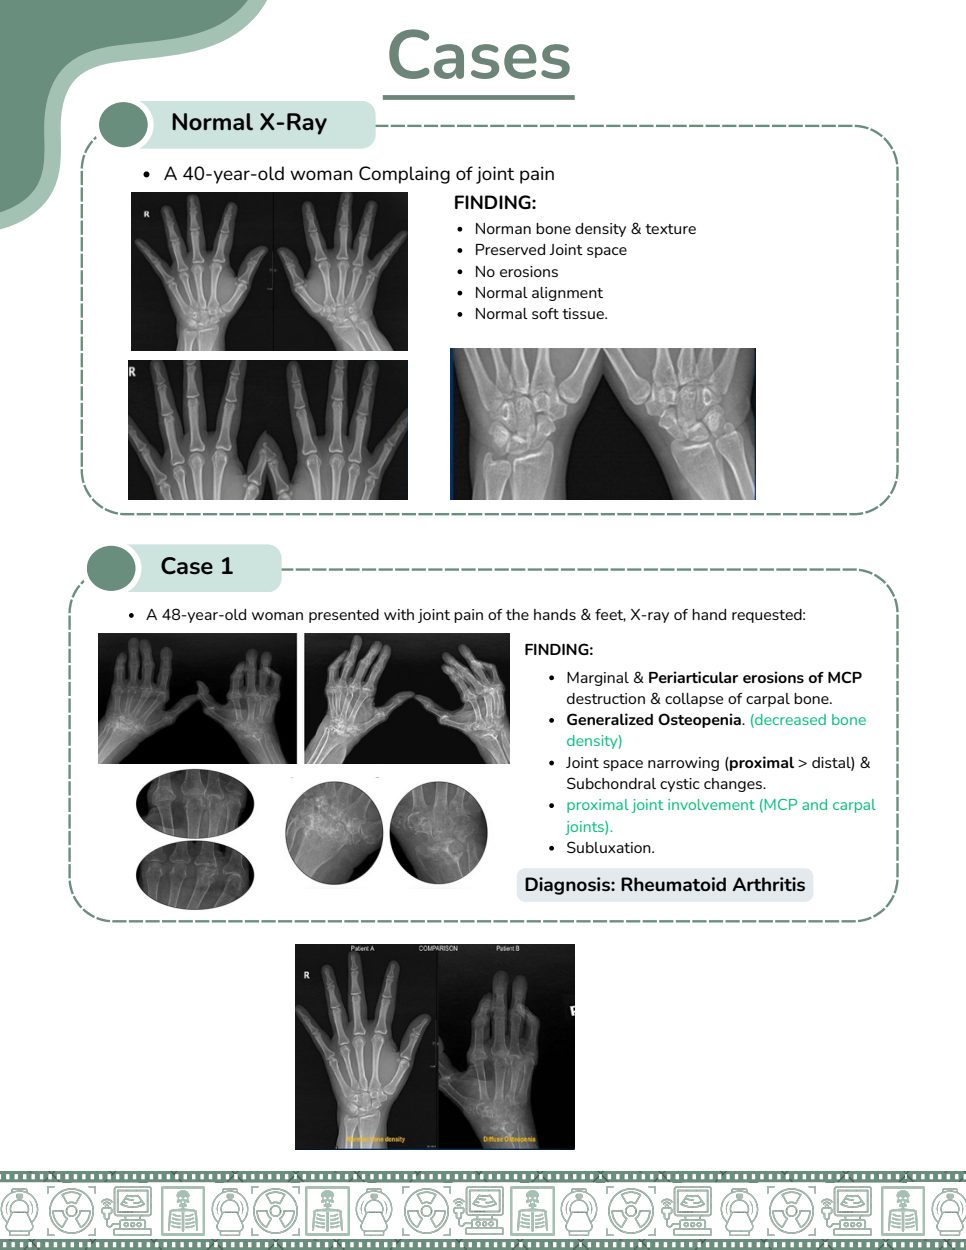 Cases
Normal X-Ray
• A 40-year-old woman Complaing of joint pain
R
FINDING:
• Norman bone density & texture
• Preserved Joint space
• No erosions
• Normal alignment
• Normal soft tissue.
R
Case 1
• A 48-year-old woman presented with joint pain of the hands & feet, X-ray of hand requested:
FINDING:
• Marginal & Periarticular erosions of MCP
destruction & collapse of carpal bone.
• Generalized Osteopenia. (decreased bone
density)
• Joint space narrowing (proximal > distal) &
Subchondral cystic changes.
• proximal joint involvement (MCP and carpal
joints).
• Subluxation.
Diagnosis: Rheumatoid Arthritis
Patient A COMPARISON Patient B
R
bone density Diffuse Osteopenia